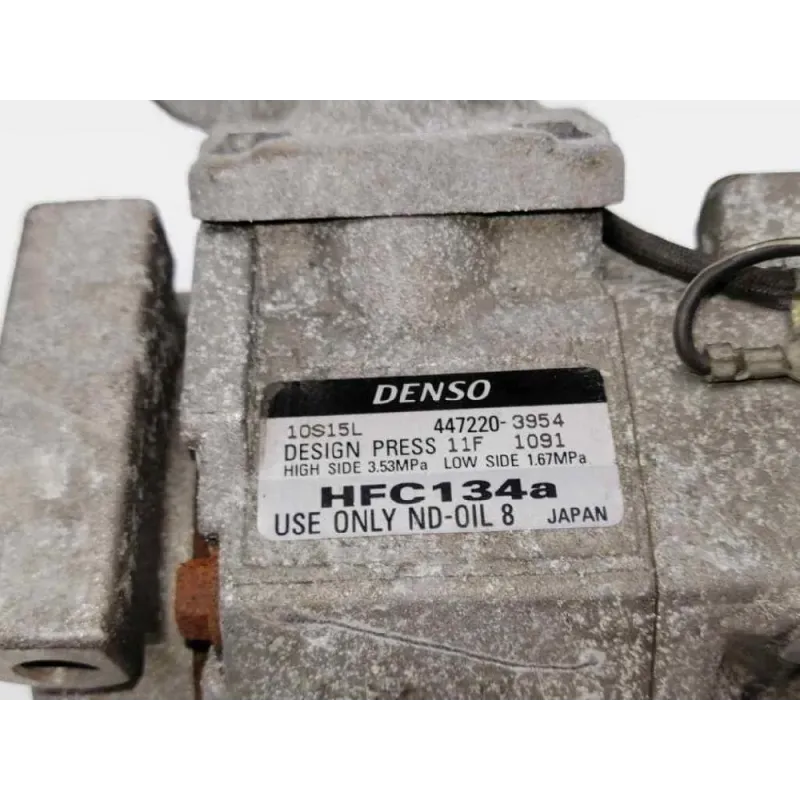 DENSO
10S15L 447220-3954
DESIGN PRESS 11F 1091
HIGH SIDE 3.53MPa LOW SIDE 1.67MPa
HFC134a
USE ONLY ND-OIL 8 JAPAN